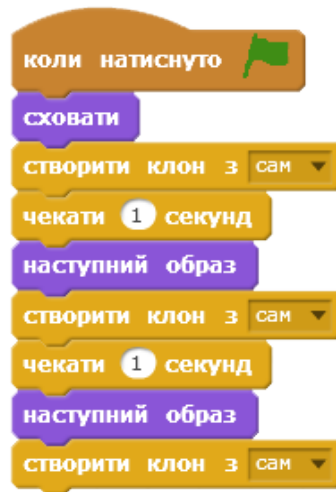 коли натиснуто
сховати
створити клон з сам
чекати 1 секунд
наступний образ
створити клон з сам
чекати 1 секунд
наступний образ
створити клон з сам